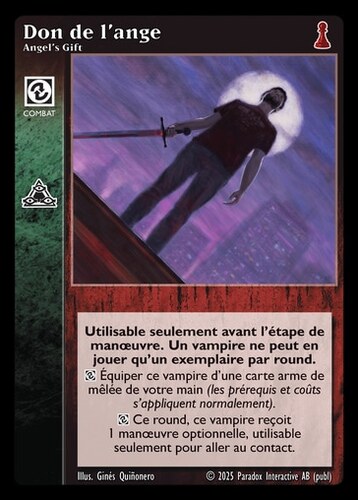 Don de l'ange
Angel's Gift
COMBAT
Utilisable seulement avant l'étape de
manœuvre. Un vampire ne peut en
jouer qu'un exemplaire par round.
Équiper ce vampire d'une carte arme de
mêlée de votre main (les prérequis et coûts
s'appliquent normalement).
Ce round, ce vampire reçoit
1 manœuvre optionnelle, utilisable
seulement pour aller au contact.
Illus. Ginés Quiñonero
© 2025 Paradox Interactive AB (publ)